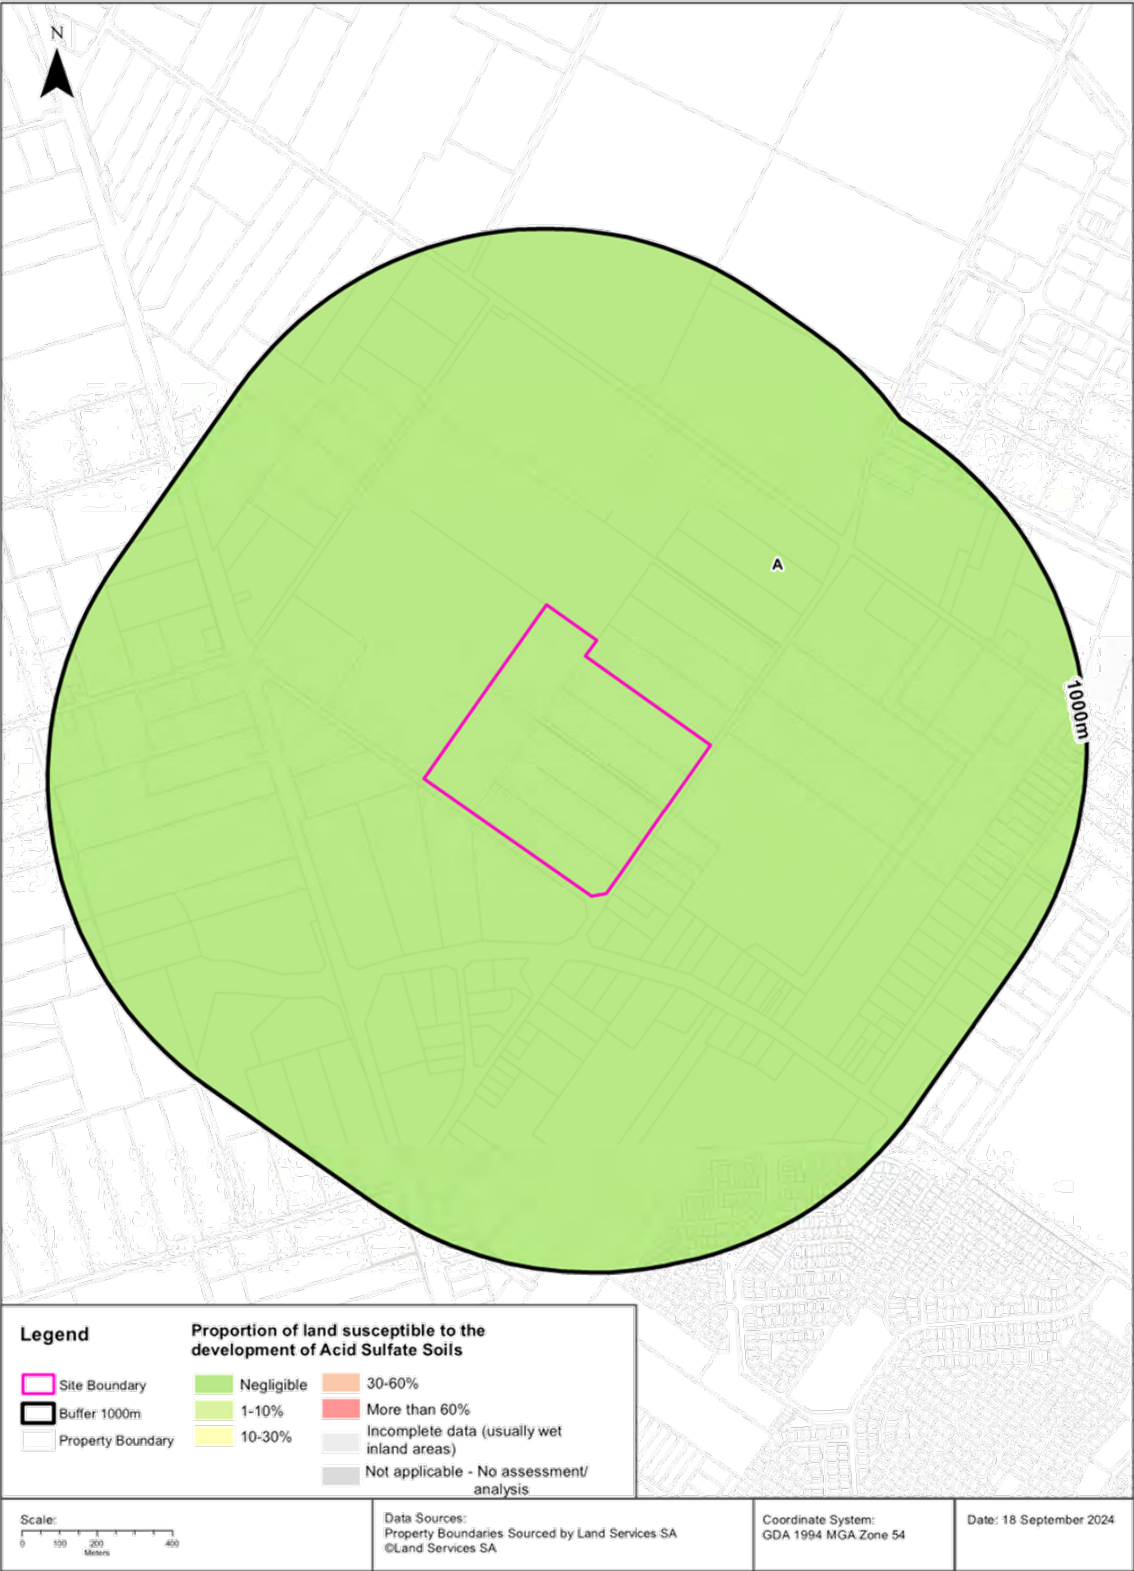 N
A
1000m
Legend
Site Boundary
Buffer 1000m
Property Boundary
Proportion of land susceptible to the
development of Acid Sulfate Soils
Negligible
1-10%
10-30%
30-60%
More than 60%
Incomplete data (usually wet
inland areas)
Not applicable - No assessment/
analysis
Scale:
0 100 200 400
Meters
Data Sources:
Property Boundaries Sourced by Land Services SA
©Land Services SA
Coordinate System:
GDA 1994 MGA Zone 54
Date: 18 September 2024